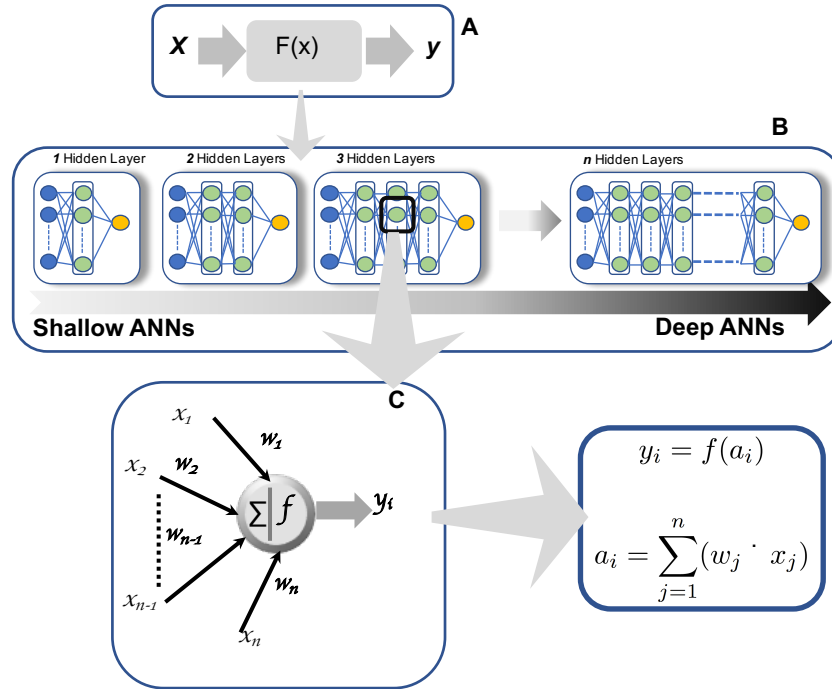 A
X
F(x)
y
B
1 Hidden Layer
2 Hidden Layers
3 Hidden Layers
n Hidden Layers
Shallow ANNs
Deep ANNs
C
x₁
w₁
x₂
w₂
wₙ₋₁
∑ f
yᵢ
xₙ₋₁
wₙ
xₙ
yᵢ = f(aᵢ)
aᵢ = ∑ⁿⱼ₌₁ (wⱼ · xⱼ)